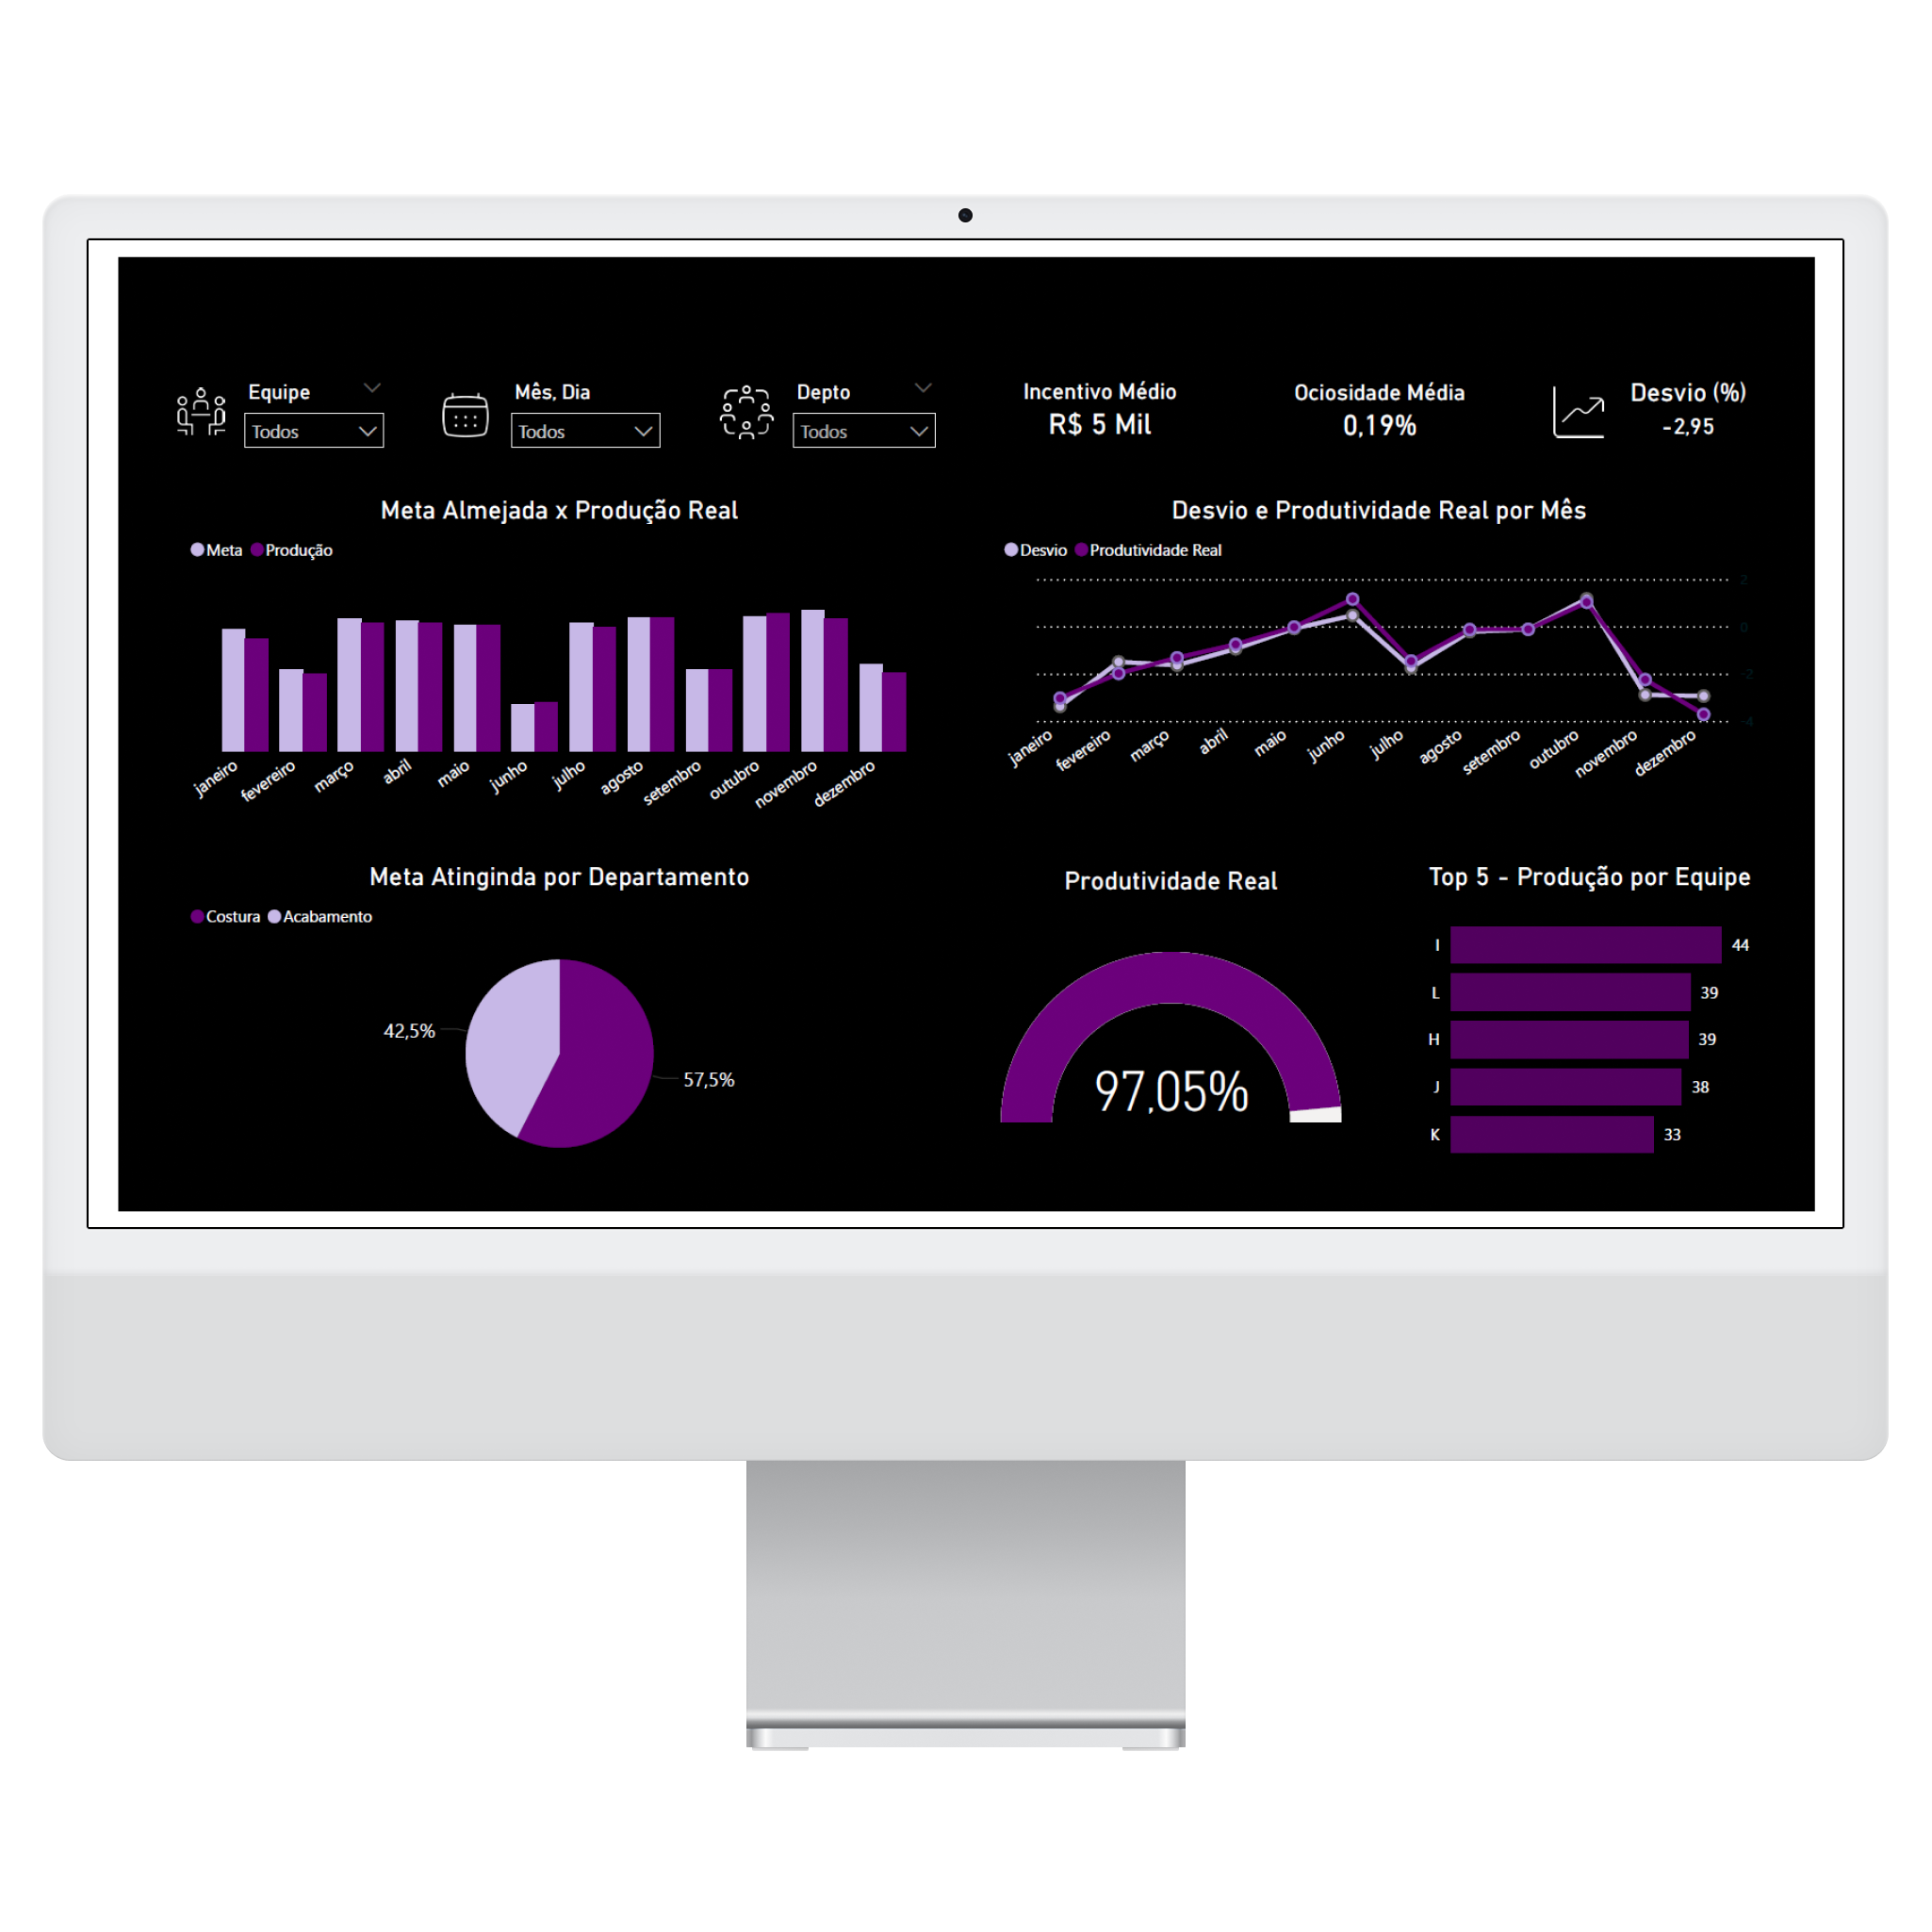 Equipe
Todos
Mês, Dia
Todos
Depto
Todos
Incentivo Médio
R$ 5 Mil
Ociosidade Média
0,19%
Desvio (%)
-2,95
Meta Almejada x Produção Real
Meta Produção
janeiro
fevereiro
março
abril
maio
junho
julho
agosto
setembro
outubro
novembro
dezembro
Desvio e Produtividade Real por Mês
Desvio Produtividade Real
2
0
-2
-4
janeiro
fevereiro
março
abril
maio
junho
julho
agosto
setembro
outubro
novembro
dezembro
Meta Atinginda por Departamento
Costura Acabamento
42,5%
57,5%
Produtividade Real
97,05%
Top 5 - Produção por Equipe
I 44
L 39
H 39
J 38
K 33